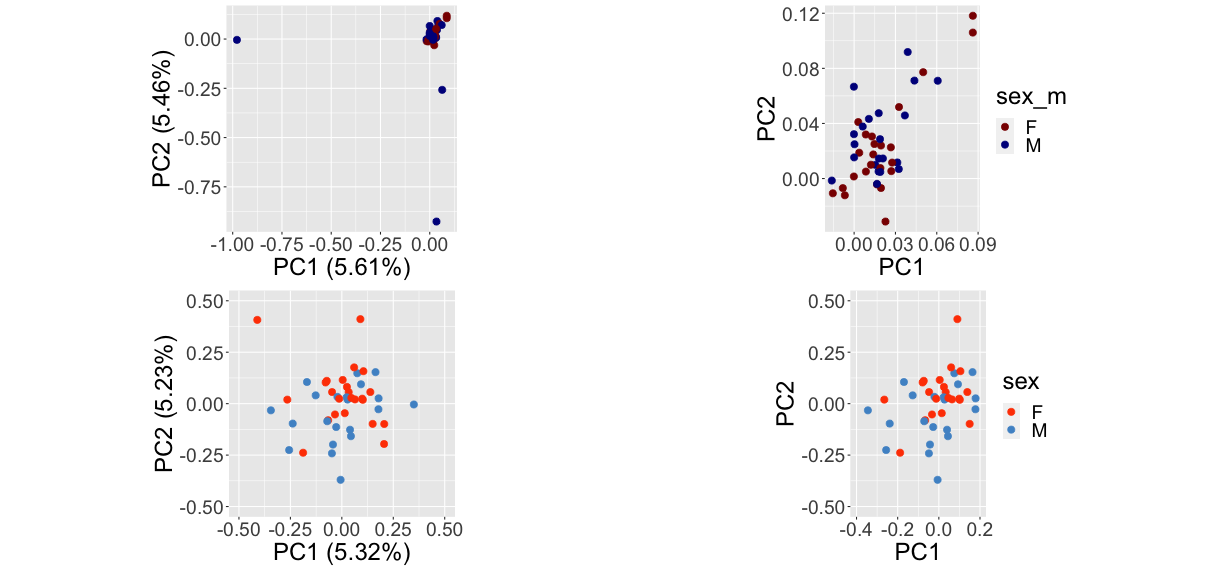 0.00
-0.25
-0.50
-0.75
PC2 (5.46%)
-1.00 -0.75 -0.50 -0.25 0.00
PC1 (5.61%)
0.12
0.08
0.04
0.00
PC2
0.00 0.03 0.06 0.09
PC1
sex_m
F
M
0.50
0.25
0.00
-0.25
-0.50
PC2 (5.23%)
-0.50 -0.25 0.00 0.25 0.50
PC1 (5.32%)
0.50
0.25
0.00
-0.25
-0.50
PC2
-0.4 -0.2 0.0 0.2
PC1
sex
F
M